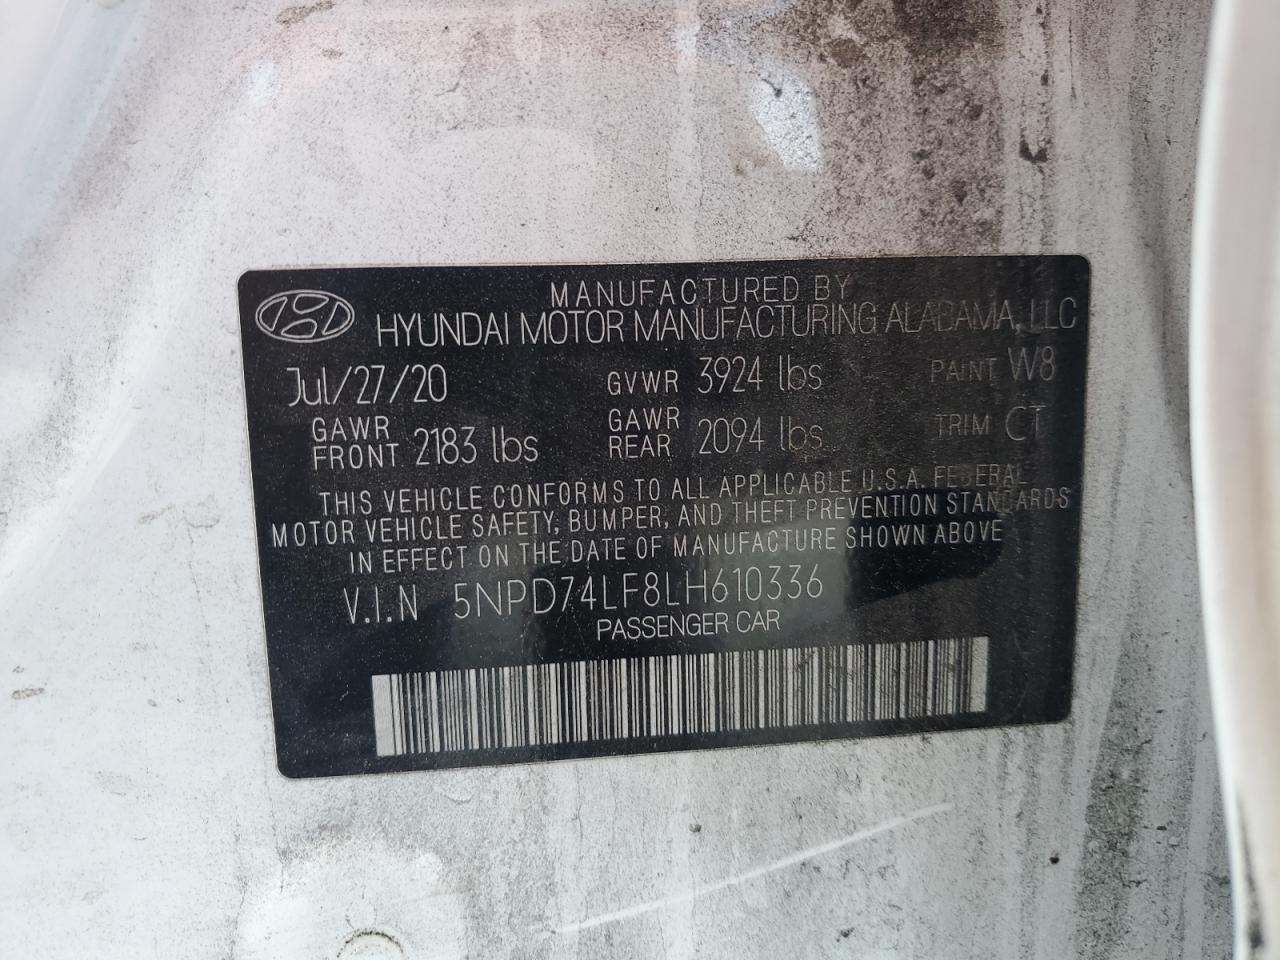 MANUFACTURED BY
HYUNDAI MOTOR MANUFACTURING ALABAMA, LLC
Jul/27/20 GVWR 3924 lbs PAINT W8
GAWR FRONT 2183 lbs GAWR REAR 2094 lbs TRIM CT
THIS VEHICLE CONFORMS TO ALL APPLICABLE U.S.A. FEDERAL
MOTOR VEHICLE SAFETY, BUMPER, AND THEFT PREVENTION STANDARDS
IN EFFECT ON THE DATE OF MANUFACTURE SHOWN ABOVE
V.I.N 5NPD74LF8LH610336
PASSENGER CAR